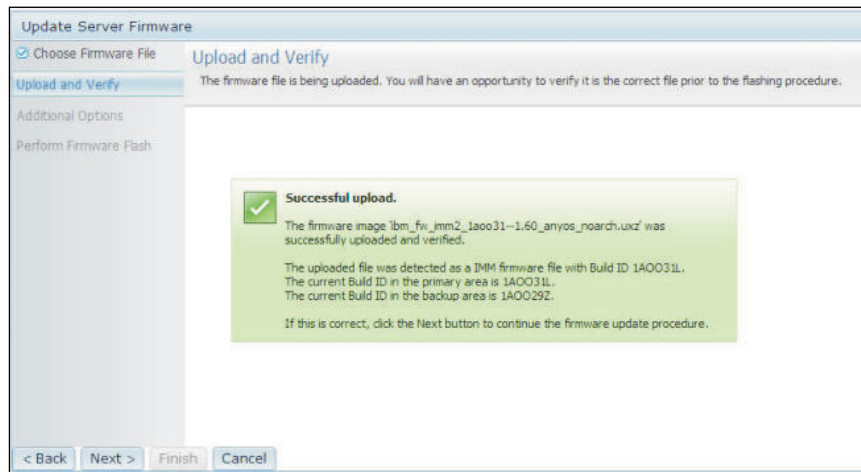 Update Server Firmware
Choose Firmware File
Upload and Verify
Additional Options
Perform Firmware Flash
Upload and Verify
The firmware file is being uploaded. You will have an opportunity to verify it is the correct file prior to the flashing procedure.
Successful upload.
The firmware image 'ibm_fw_imm2_1aoo31--1.60_anyos_noarch.uxz' was
successfully uploaded and verified.
The uploaded file was detected as a IMM firmware file with Build ID 1AOO31L.
The current Build ID in the primary area is 1AOO31L.
The current Build ID in the backup area is 1AOO29Z.
If this is correct, click the Next button to continue the firmware update procedure.
< Back
Next >
Finish
Cancel